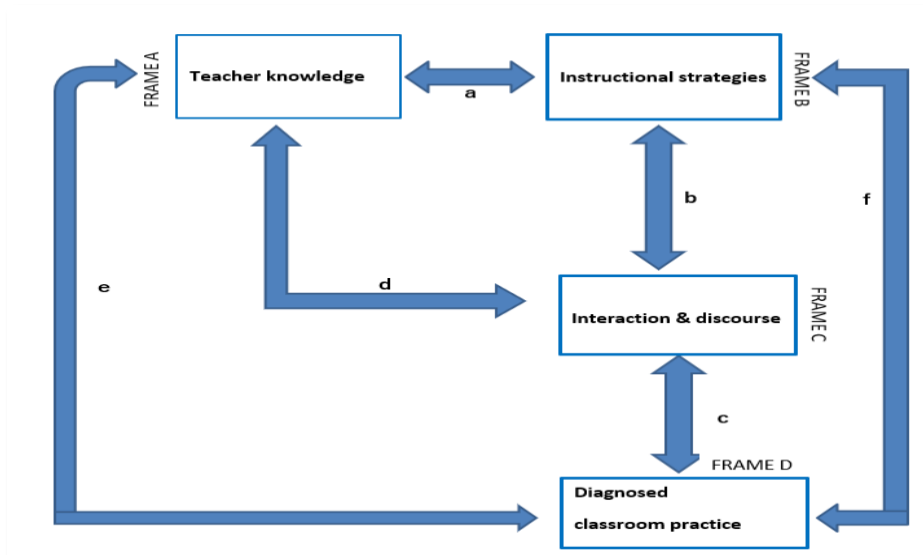 FRAME A
Teacher knowledge
a
Instructional strategies
FRAME B
b
f
e
d
Interaction & discourse
FRAME C
c
FRAME D
Diagnosed
classroom practice